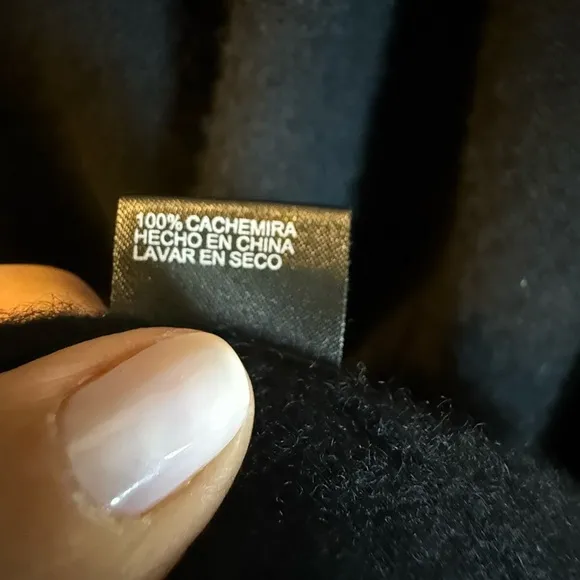 100% CACHEMIRA
HECHO EN CHINA
LAVAR EN SECO